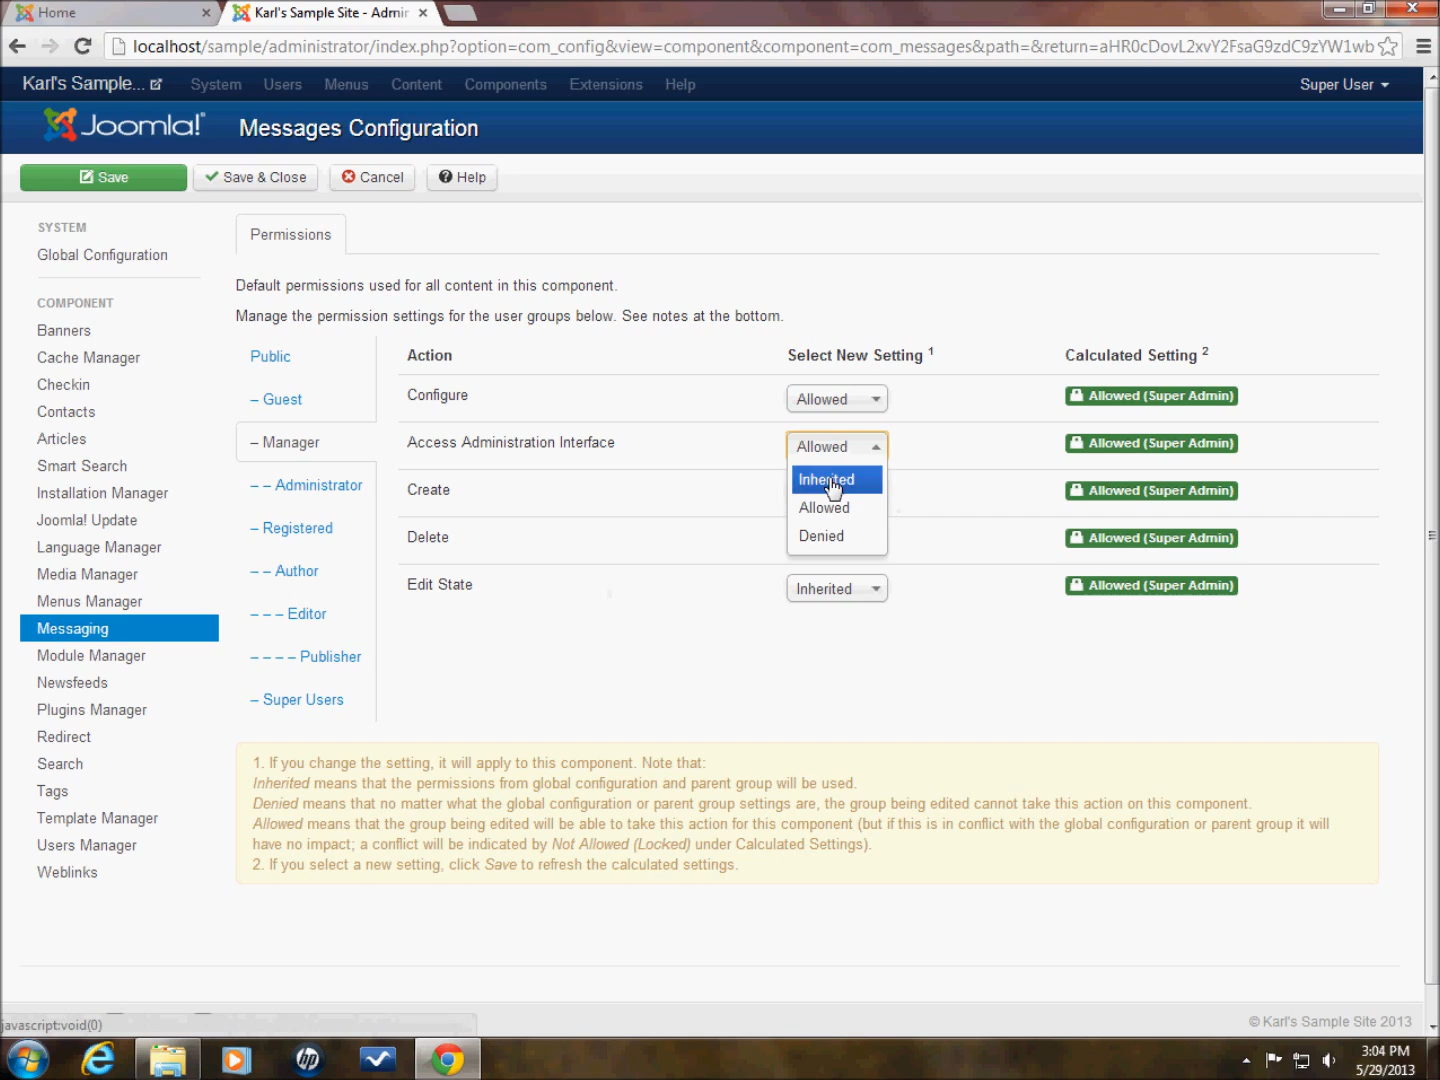 Home
Karl's Sample Site - Admir
localhost/sample/administrator/index.php?option=com_config&view=component&component=com_messages&path=&return=aHR0cDovL2xvY2FsaG9zdC9zYW1wb
Karl's Sample... System Users Menus Content Components Extensions Help Super User
Joomla! Messages Configuration
Save Save & Close Cancel Help
SYSTEM
Global Configuration
COMPONENT
Banners
Cache Manager
Checkin
Contacts
Articles
Smart Search
Installation Manager
Joomla! Update
Language Manager
Media Manager
Menus Manager
Messaging
Module Manager
Newsfeeds
Plugins Manager
Redirect
Search
Tags
Template Manager
Users Manager
Weblinks
Permissions
Default permissions used for all content in this component.
Manage the permission settings for the user groups below. See notes at the bottom.
Public
– Guest
– Manager
– – Administrator
– Registered
– – Author
– – – Editor
– – – – Publisher
– Super Users
Action Select New Setting 1 Calculated Setting 2
Configure Allowed Allowed (Super Admin)
Access Administration Interface Allowed Allowed (Super Admin)
Inherited
Allowed
Denied
Create Allowed (Super Admin)
Delete Allowed (Super Admin)
Edit State Inherited Allowed (Super Admin)
1. If you change the setting, it will apply to this component. Note that:
Inherited means that the permissions from global configuration and parent group will be used.
Denied means that no matter what the global configuration or parent group settings are, the group being edited cannot take this action on this component.
Allowed means that the group being edited will be able to take this action for this component (but if this is in conflict with the global configuration or parent group it will
have no impact; a conflict will be indicated by Not Allowed (Locked) under Calculated Settings).
2. If you select a new setting, click Save to refresh the calculated settings.
javascript:void(0)
© Karl's Sample Site 2013
hp
3:04 PM
5/29/2013